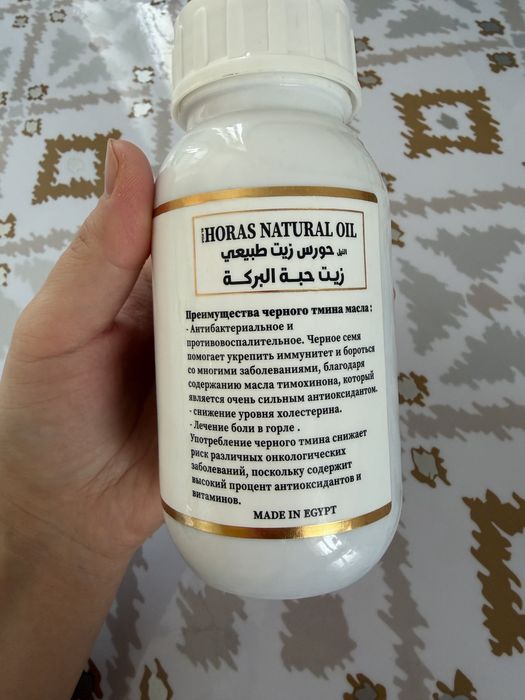 HORAS NATURAL OIL
النيل حورس زيت طبيعي
زيت حبة البركة
Преимущества черного тмина масла :
- Антибактериальное и
противовоспалительное. Черное семя
помогает укрепить иммунитет и бороться
со многими заболеваниями, благодаря
содержанию масла тимохинона, который
является очень сильным антиоксидантом.
- снижение уровня холестерина.
- Лечение боли в горле .
Употребление черного тмина снижает
риск различных онкологических
заболеваний, поскольку содержит
высокий процент антиоксидантов и
витаминов.
MADE IN EGYPT